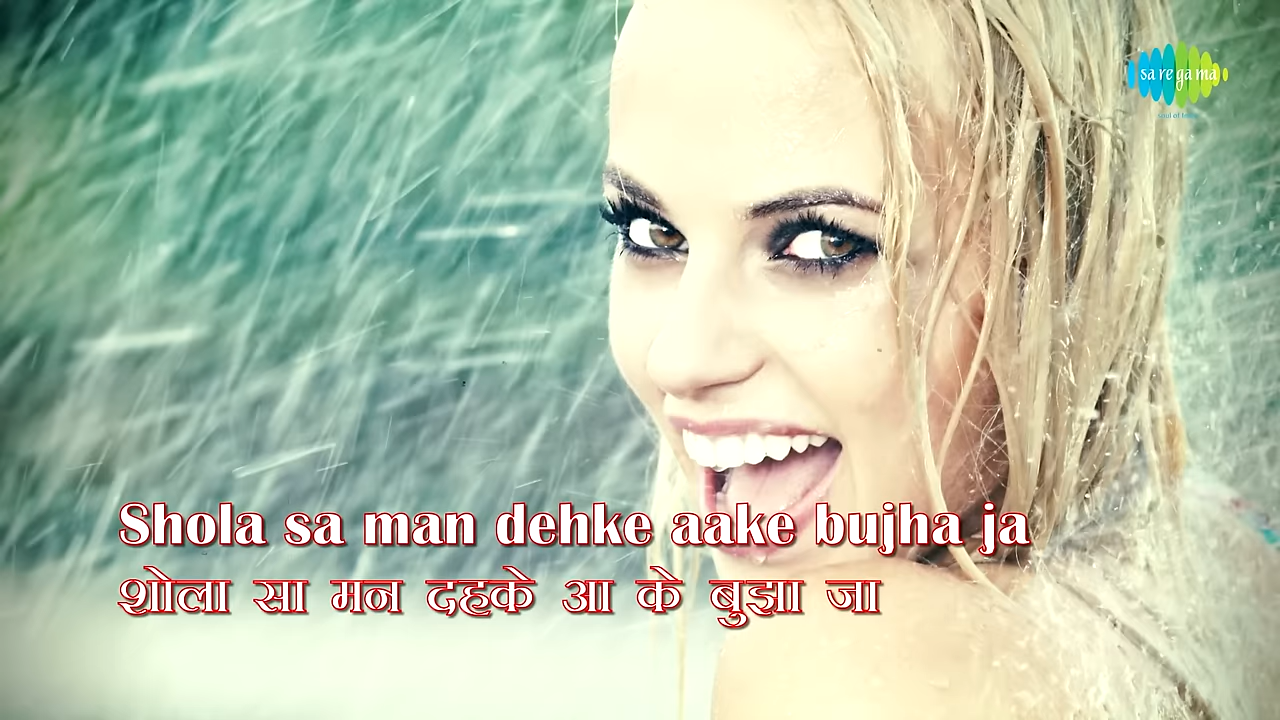 sa re ga ma
Shola sa man dehke aake bujha ja
शोला सा मन दहके आ के बुझा जा